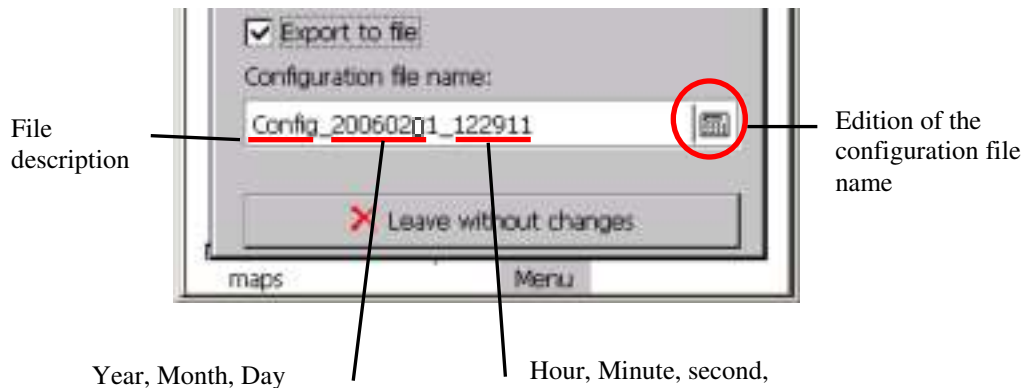 Export to file
Configuration file name:
Config_20060201_122911
File
description
Edition of the
configuration file
name
Leave without changes
maps Menu
Year, Month, Day
Hour, Minute, second,